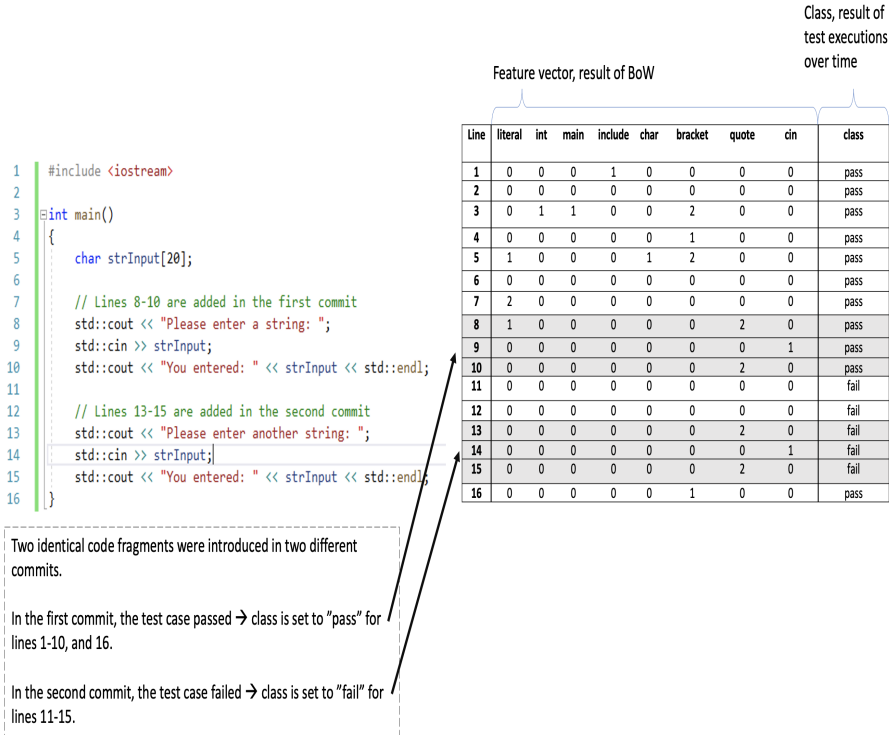 Class, result of
test executions
over time
Feature vector, result of BoW
Line literal int main include char bracket quote cin class
1 0 0 0 1 0 0 0 0 pass
2 0 0 0 0 0 0 0 0 pass
3 0 1 1 0 0 2 0 0 pass
4 0 0 0 0 0 1 0 0 pass
5 1 0 0 0 1 2 0 0 pass
6 0 0 0 0 0 0 0 0 pass
7 2 0 0 0 0 0 0 0 pass
8 1 0 0 0 0 0 2 0 pass
9 0 0 0 0 0 0 0 1 pass
10 0 0 0 0 0 0 2 0 pass
11 0 0 0 0 0 0 0 0 fail
12 0 0 0 0 0 0 0 0 fail
13 0 0 0 0 0 0 2 0 fail
14 0 0 0 0 0 0 0 1 fail
15 0 0 0 0 0 0 2 0 fail
16 0 0 0 0 0 1 0 0 pass
1 #include <iostream>
2
3 int main()
4 {
5 char strInput[20];
6
7 // Lines 8-10 are added in the first commit
8 std::cout << "Please enter a string: ";
9 std::cin >> strInput;
10 std::cout << "You entered: " << strInput << std::endl;
11
12 // Lines 13-15 are added in the second commit
13 std::cout << "Please enter another string: ";
14 std::cin >> strInput;
15 std::cout << "You entered: " << strInput << std::endl;
16 }
Two identical code fragments were introduced in two different
commits.
In the first commit, the test case passed → class is set to ”pass” for
lines 1-10, and 16.
In the second commit, the test case failed → class is set to ”fail” for
lines 11-15.